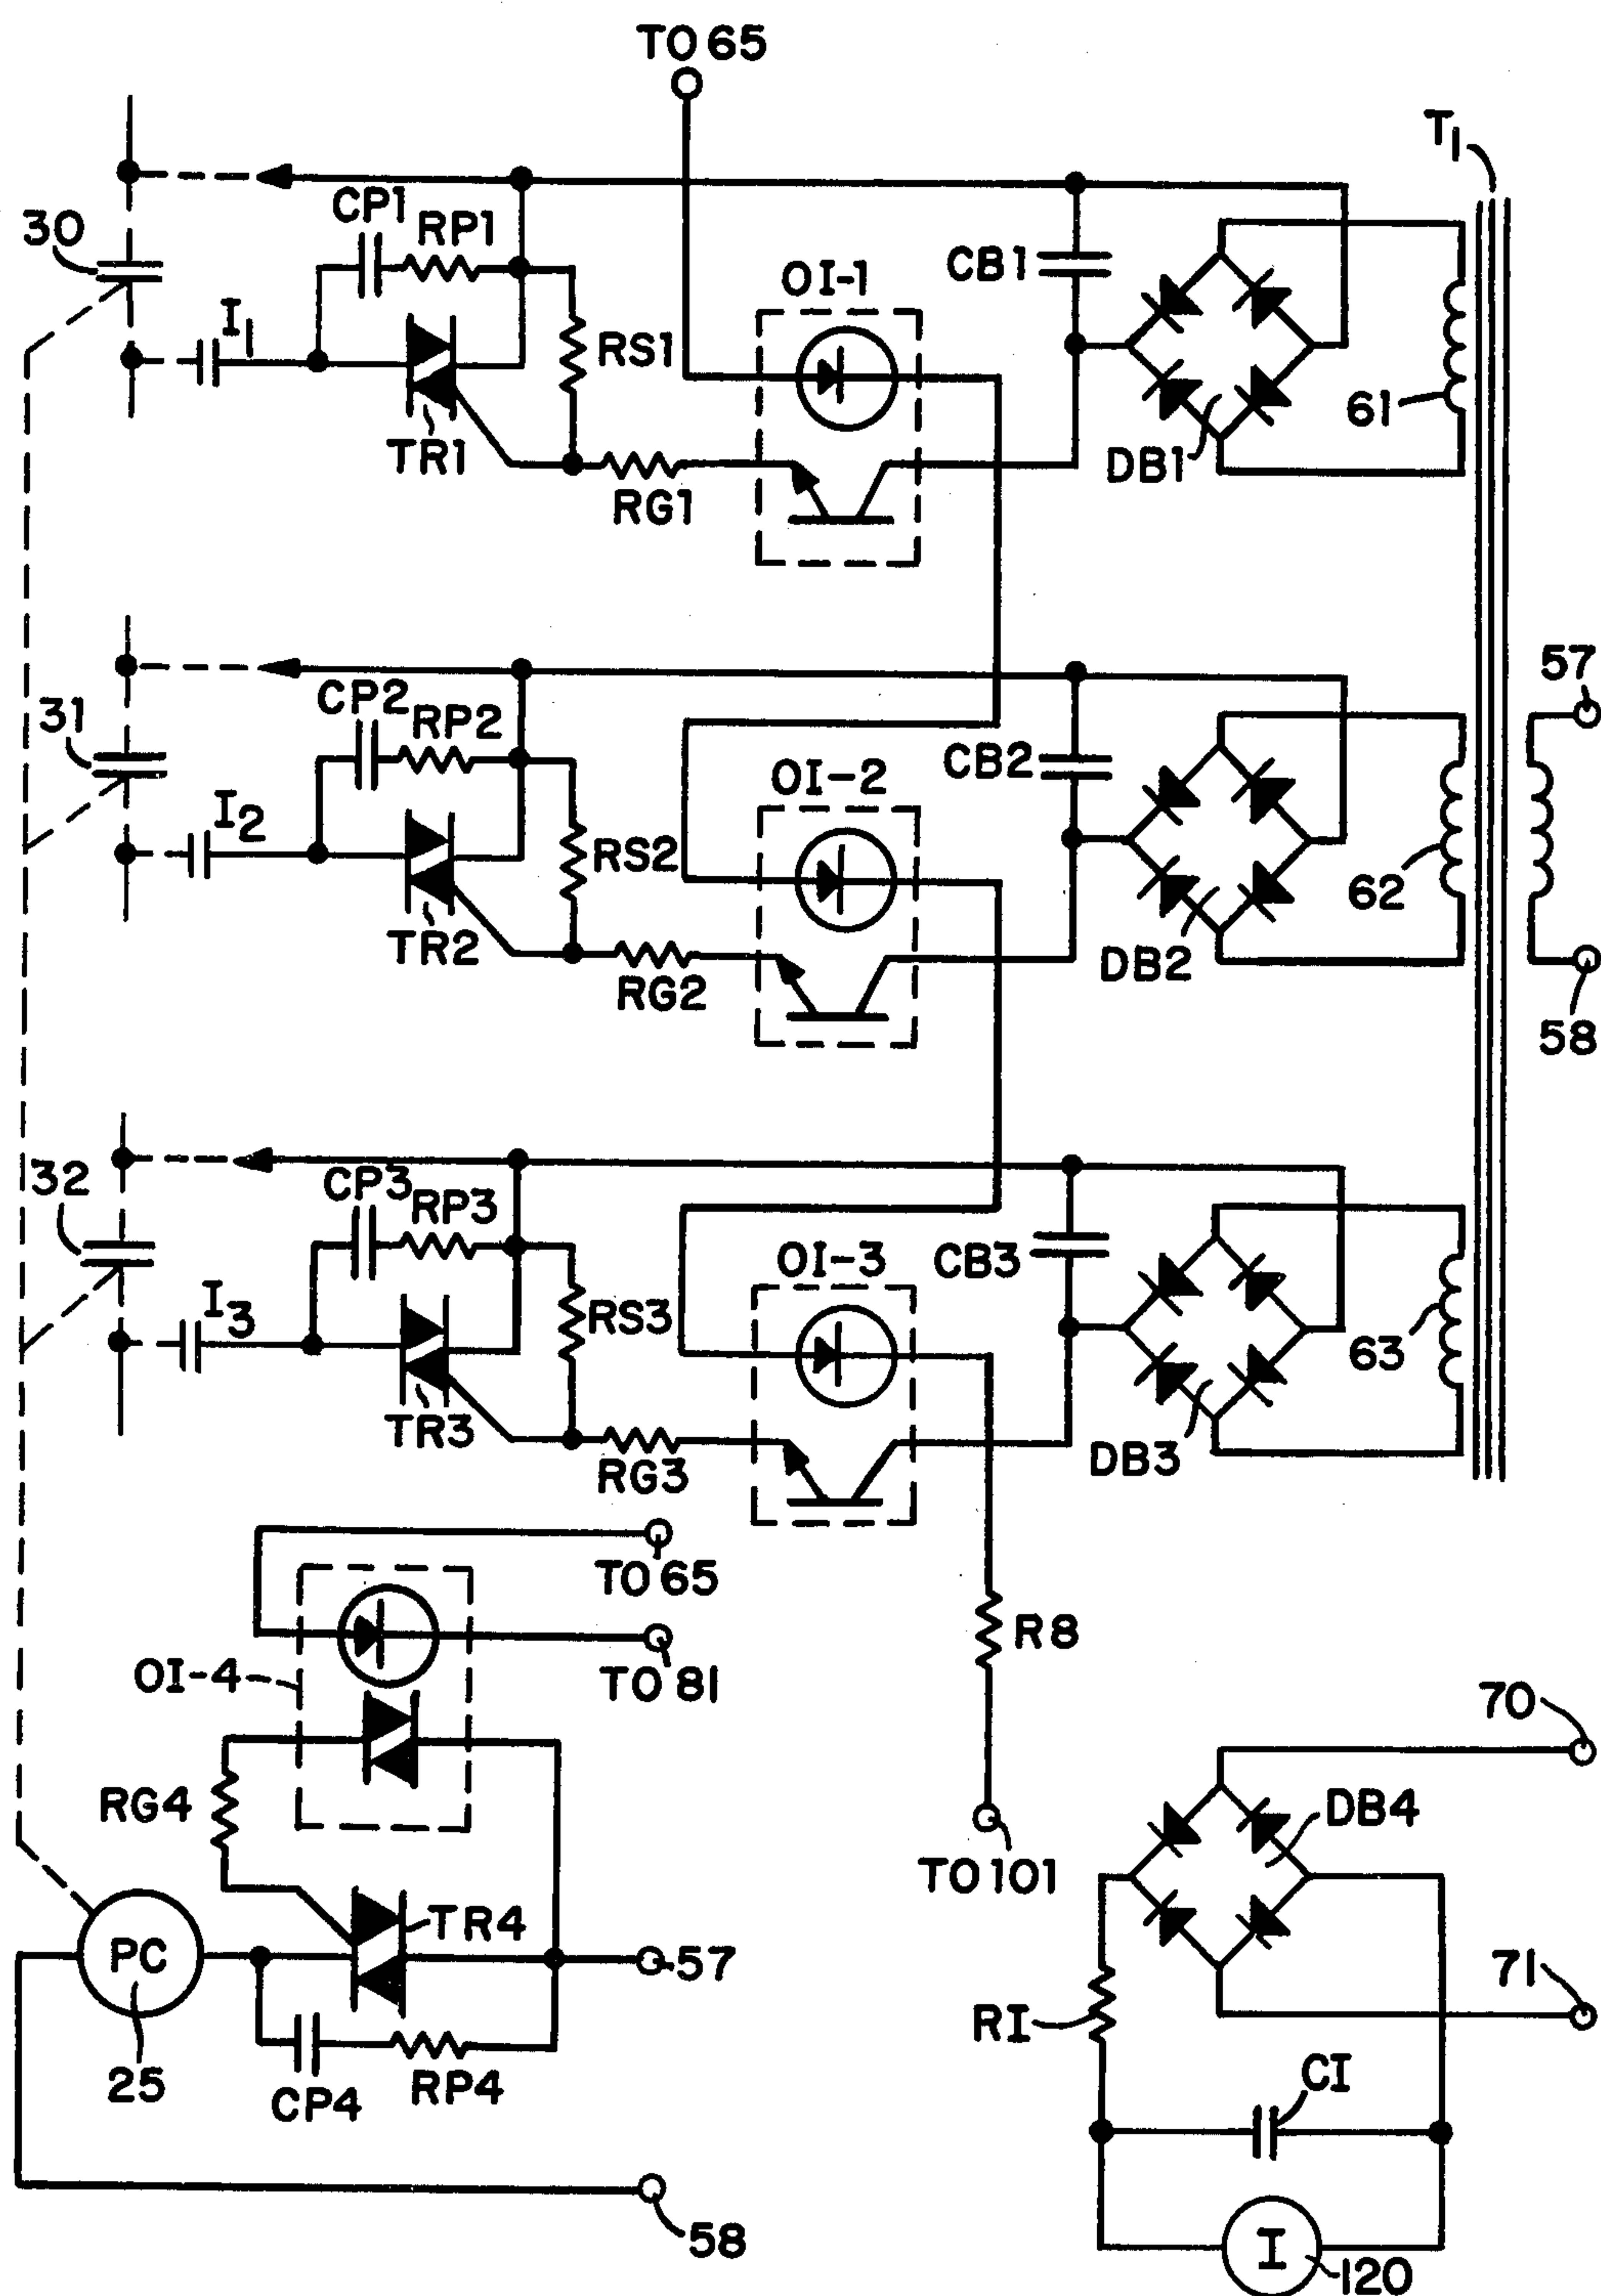 TO 65
T1
30
CP1
RP1
OI-1
CB1
I1
RS1
61
TR1
DB1
RG1
31
CP2
RP2
57
OI-2
CB2
I2
RS2
62
TR2
DB2
RG2
58
32
CP3
RP3
OI-3
CB3
I3
RS3
63
TR3
DB3
RG3
TO 65
R8
OI-4
TO 81
70
RG4
DB4
TO 101
TR4
PC
57
71
RI
25
CP4
RP4
CI
58
I
120